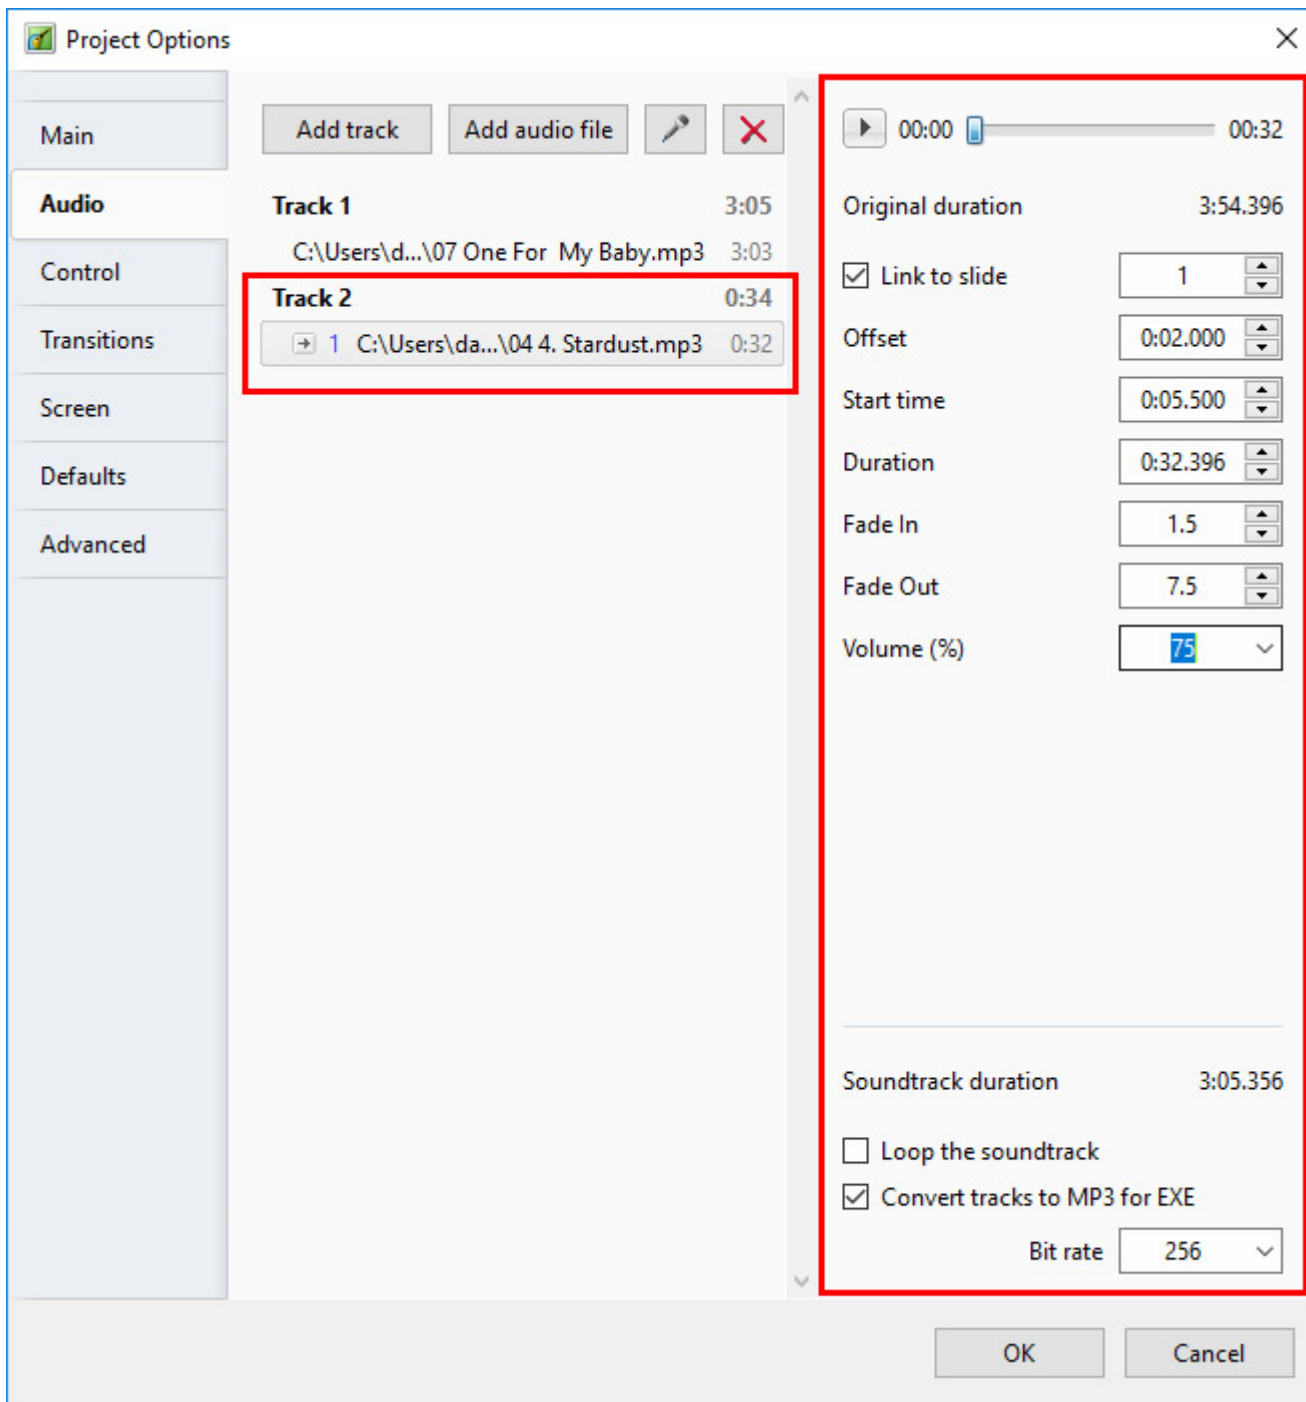 Project Options
Main
Audio
Control
Transitions
Screen
Defaults
Advanced
Add track Add audio file
Track 1 3:05
C:\Users\d...\07 One For  My Baby.mp3 3:03
Track 2 0:34
1 C:\Users\da...\04 4. Stardust.mp3 0:32
00:00 00:32
Original duration 3:54.396
Link to slide 1
Offset 0:02.000
Start time 0:05.500
Duration 0:32.396
Fade In 1.5
Fade Out 7.5
Volume (%) 75
Soundtrack duration 3:05.356
Loop the soundtrack
Convert tracks to MP3 for EXE
Bit rate 256
OK Cancel